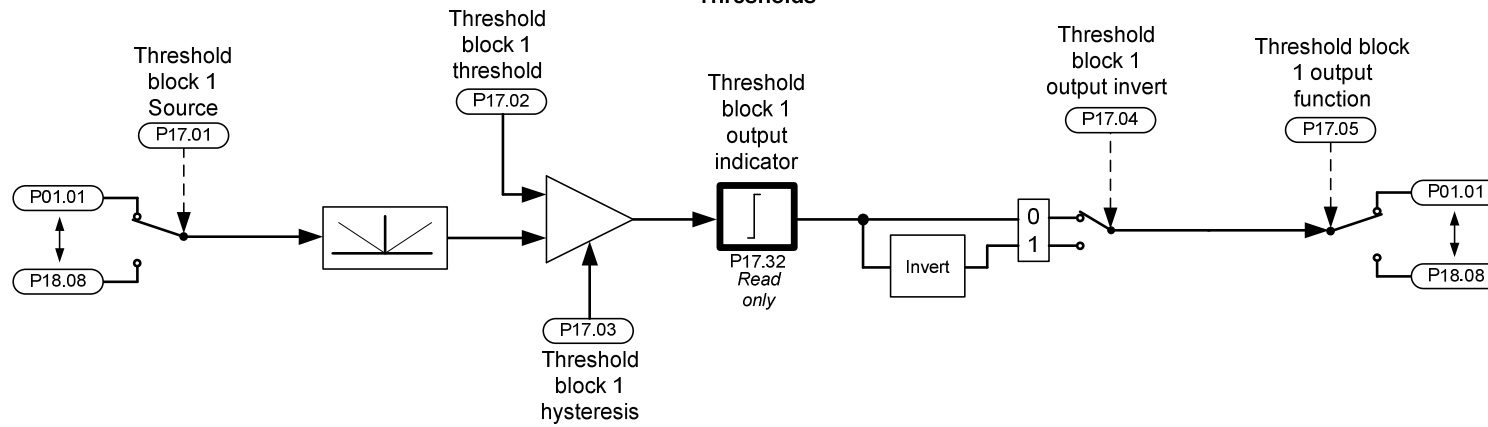 Thresholds
Threshold
block 1
Source
P17.01
Threshold
block 1
threshold
P17.02
Threshold
block 1
output
indicator
P17.32
Read
only
Threshold
block 1
output invert
P17.04
Threshold block
1 output
function
P17.05
P01.01
P18.08
P17.03
Threshold
block 1
hysteresis
0
1
Invert
P01.01
P18.08